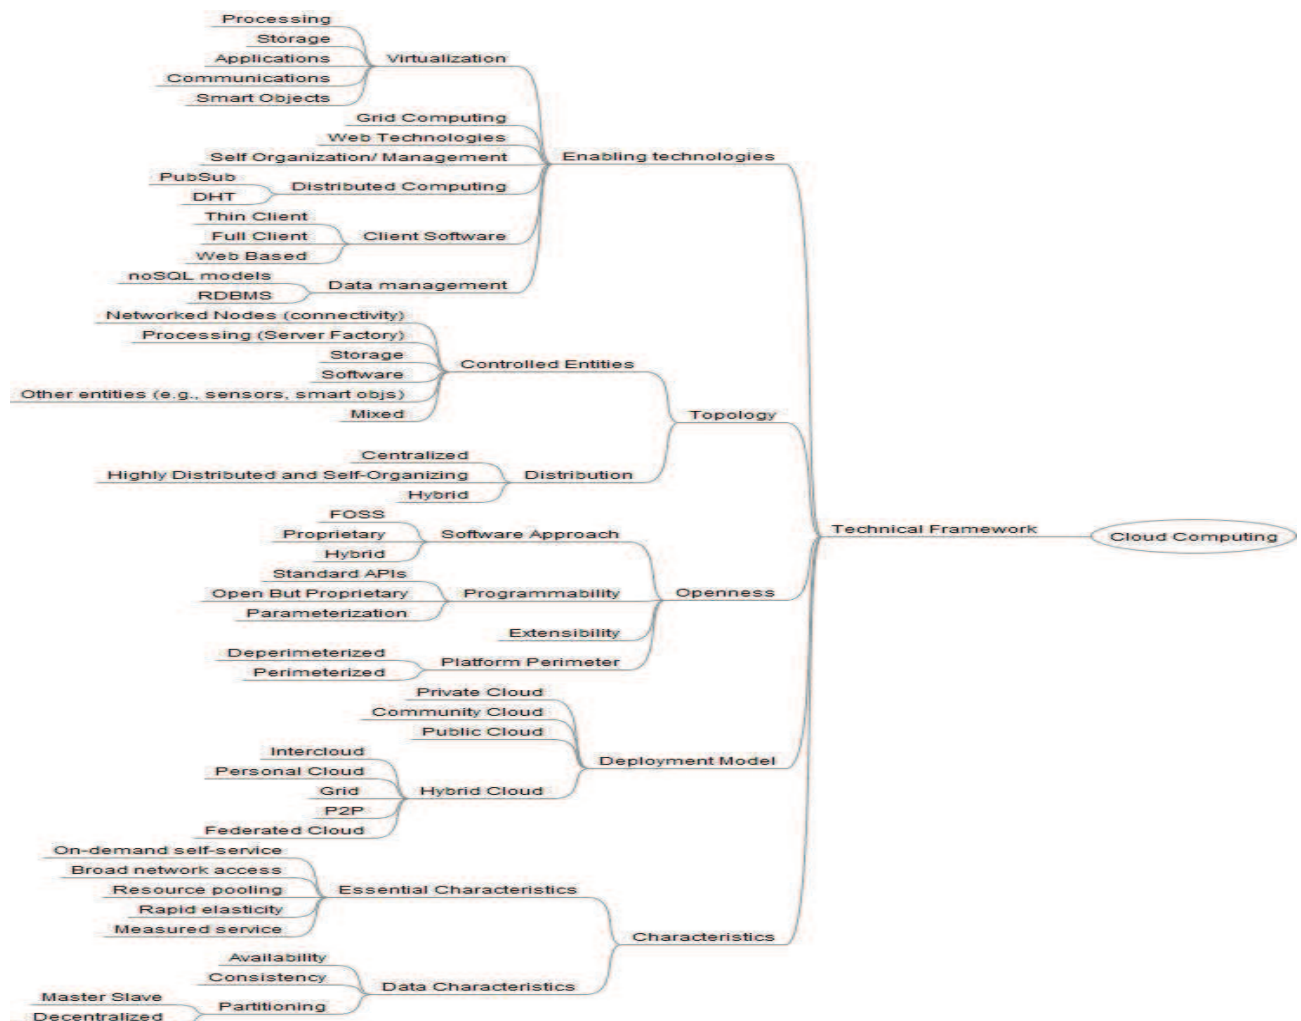 Processing
Storage
Applications
Virtualization
Communications
Smart Objects
Grid Computing
Web Technologies
Self Organization/ Management
Enabling technologies
PubSub
DHT
Distributed Computing
Thin Client
Full Client
Web Based
Client Software
noSQL models
RDBMS
Data management
Networked Nodes (connectivity)
Processing (Server Factory)
Storage
Software
Controlled Entities
Other entities (e.g., sensors, smart objs)
Mixed
Topology
Centralized
Highly Distributed and Self-Organizing
Distribution
Hybrid
FOSS
Proprietary
Software Approach
Hybrid
Technical Framework
Cloud Computing
Standard APIs
Open But Proprietary
Programmability
Openness
Parameterization
Extensibility
Deperimeterized
Perimeterized
Platform Perimeter
Private Cloud
Community Cloud
Public Cloud
Deployment Model
Intercloud
Personal Cloud
Grid
Hybrid Cloud
P2P
Federated Cloud
On-demand self-service
Broad network access
Resource pooling
Essential Characteristics
Rapid elasticity
Measured service
Characteristics
Availability
Consistency
Data Characteristics
Master Slave
Partitioning
Decentralized